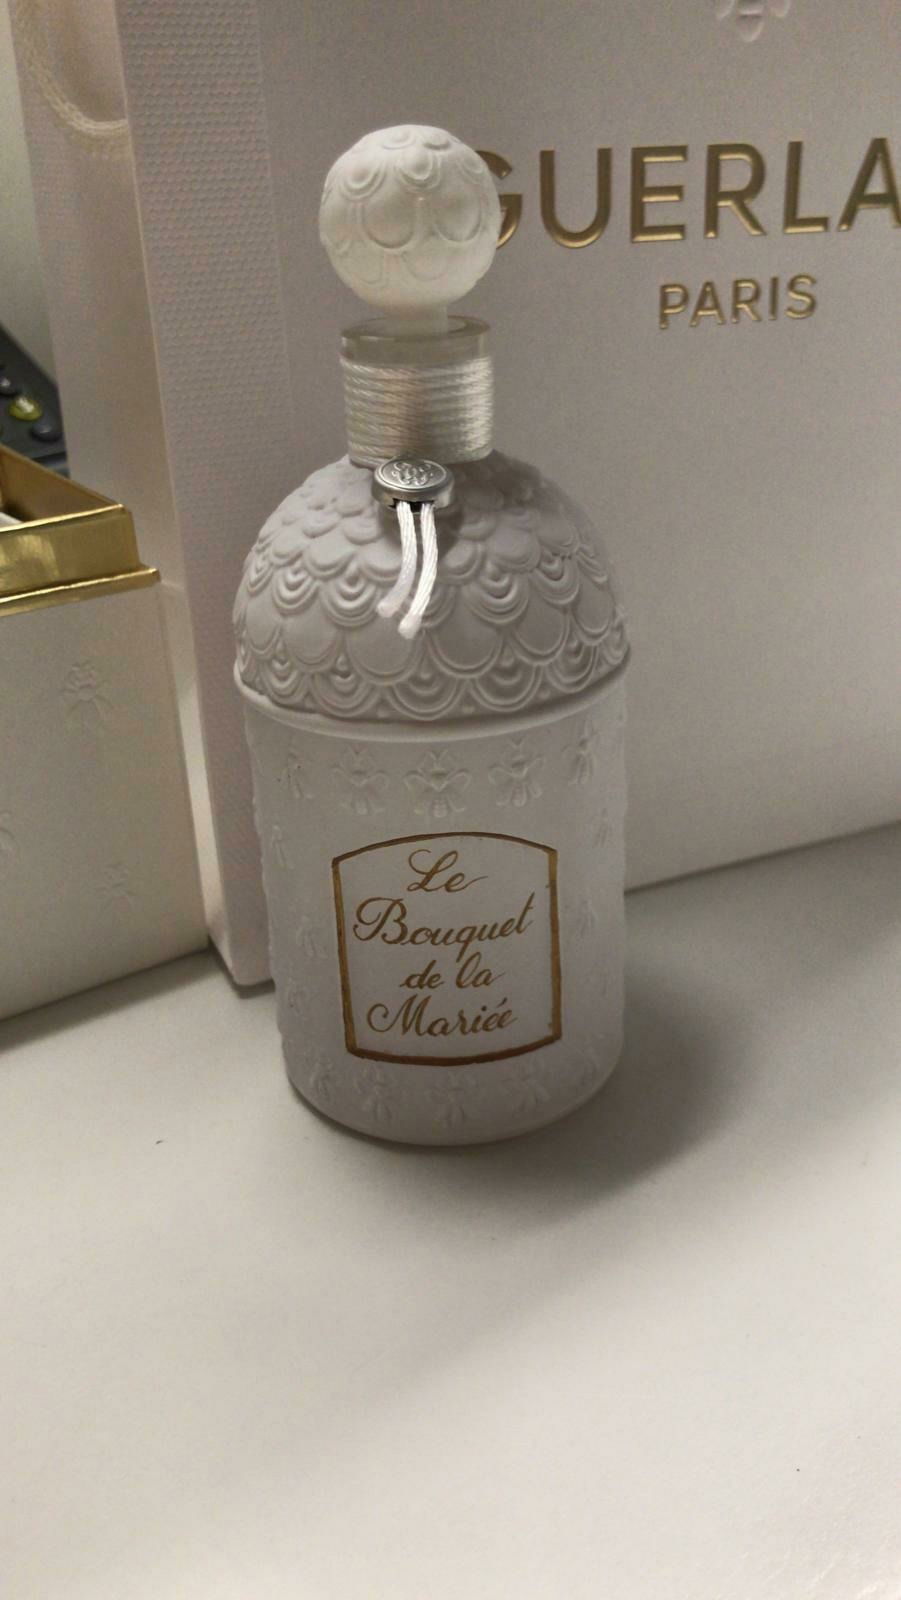 GUERLA
PARIS
Le
Bouquet
de la
Mariée